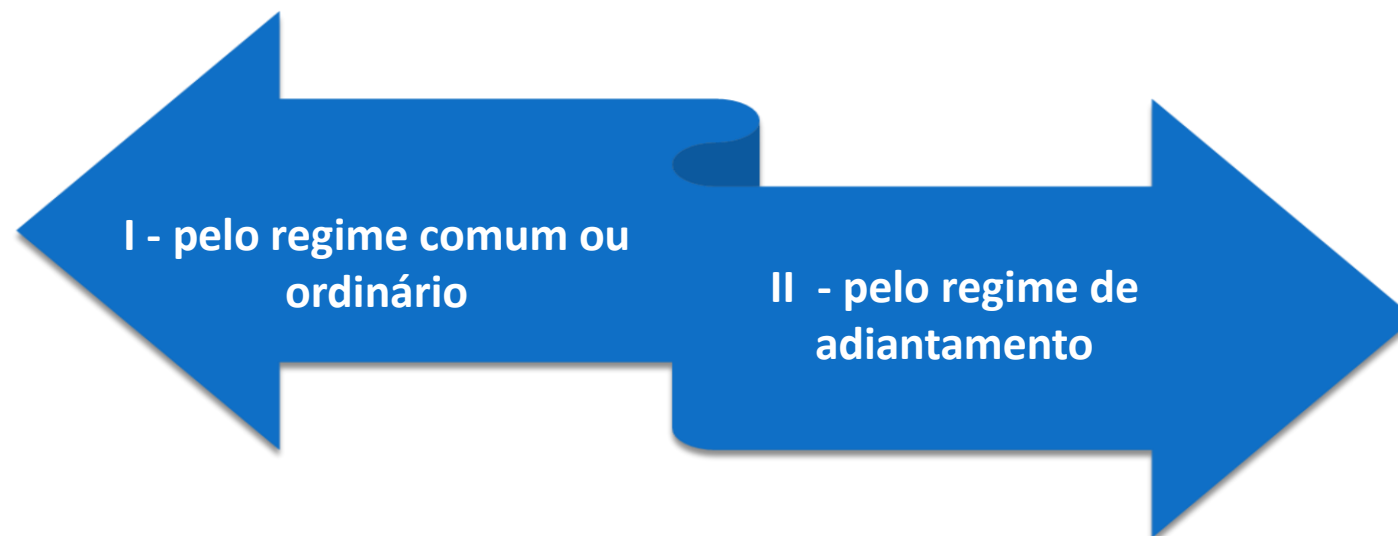 I - pelo regime comum ou
ordinário
II - pelo regime de
adiantamento